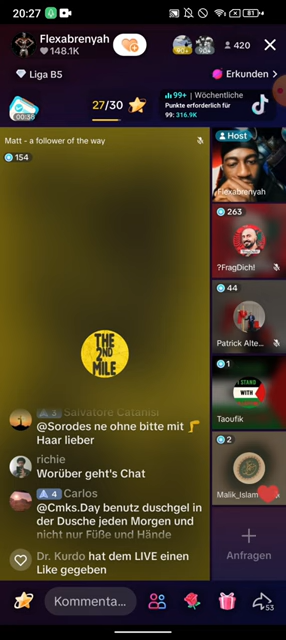 20:27
Flexabrenyah
148.1K
420
Liga B5
Erkunden
00:38
27/30
99+ Wöchentliche
Punkte erforderlich für
99: 316.9K
Matt - a follower of the way
154
THE
2ND
MILE
Host
Flexabrenyah
263
?FragDich!
44
Patrick Alte...
1
I STAND
WITH
Taoufik
2
Malik_Islam
Anfragen
3 Salvatore Catanisi
@Sorodes ne ohne bitte mit
Haar lieber
richie
Worüber geht's Chat
4 Carlos
@Cmks.Day benutz duschgel in
der Dusche jeden Morgen und
nicht nur Füße und Hände
Dr. Kurdo hat dem LIVE einen
Like gegeben
Kommenta...
53